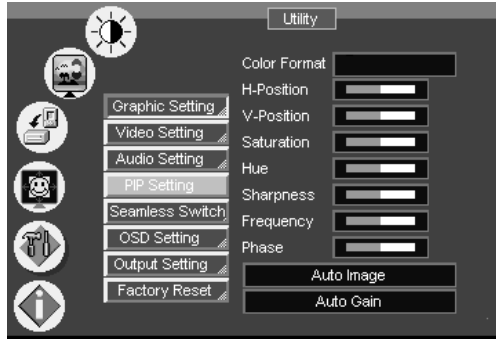 Utility
Graphic Setting
Video Setting
Audio Setting
PIP Setting
Seamless Switch
OSD Setting
Output Setting
Factory Reset
Color Format
H-Position
V-Position
Saturation
Hue
Sharpness
Frequency
Phase
Auto Image
Auto Gain